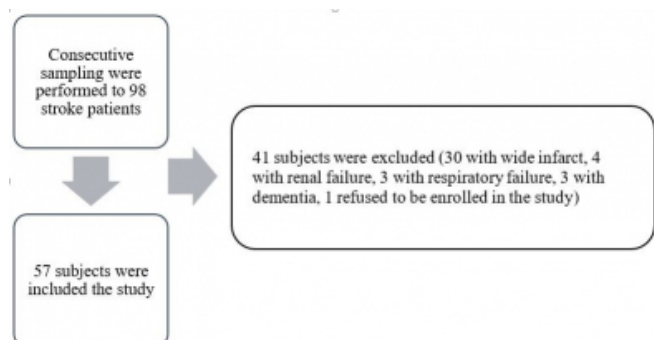 Consecutive
sampling were
performed to 98
stroke patients
41 subjects were excluded (30 with wide infarct, 4
with renal failure, 3 with respiratory failure, 3 with
dementia, 1 refused to be enrolled in the study)
57 subjects were
included the study